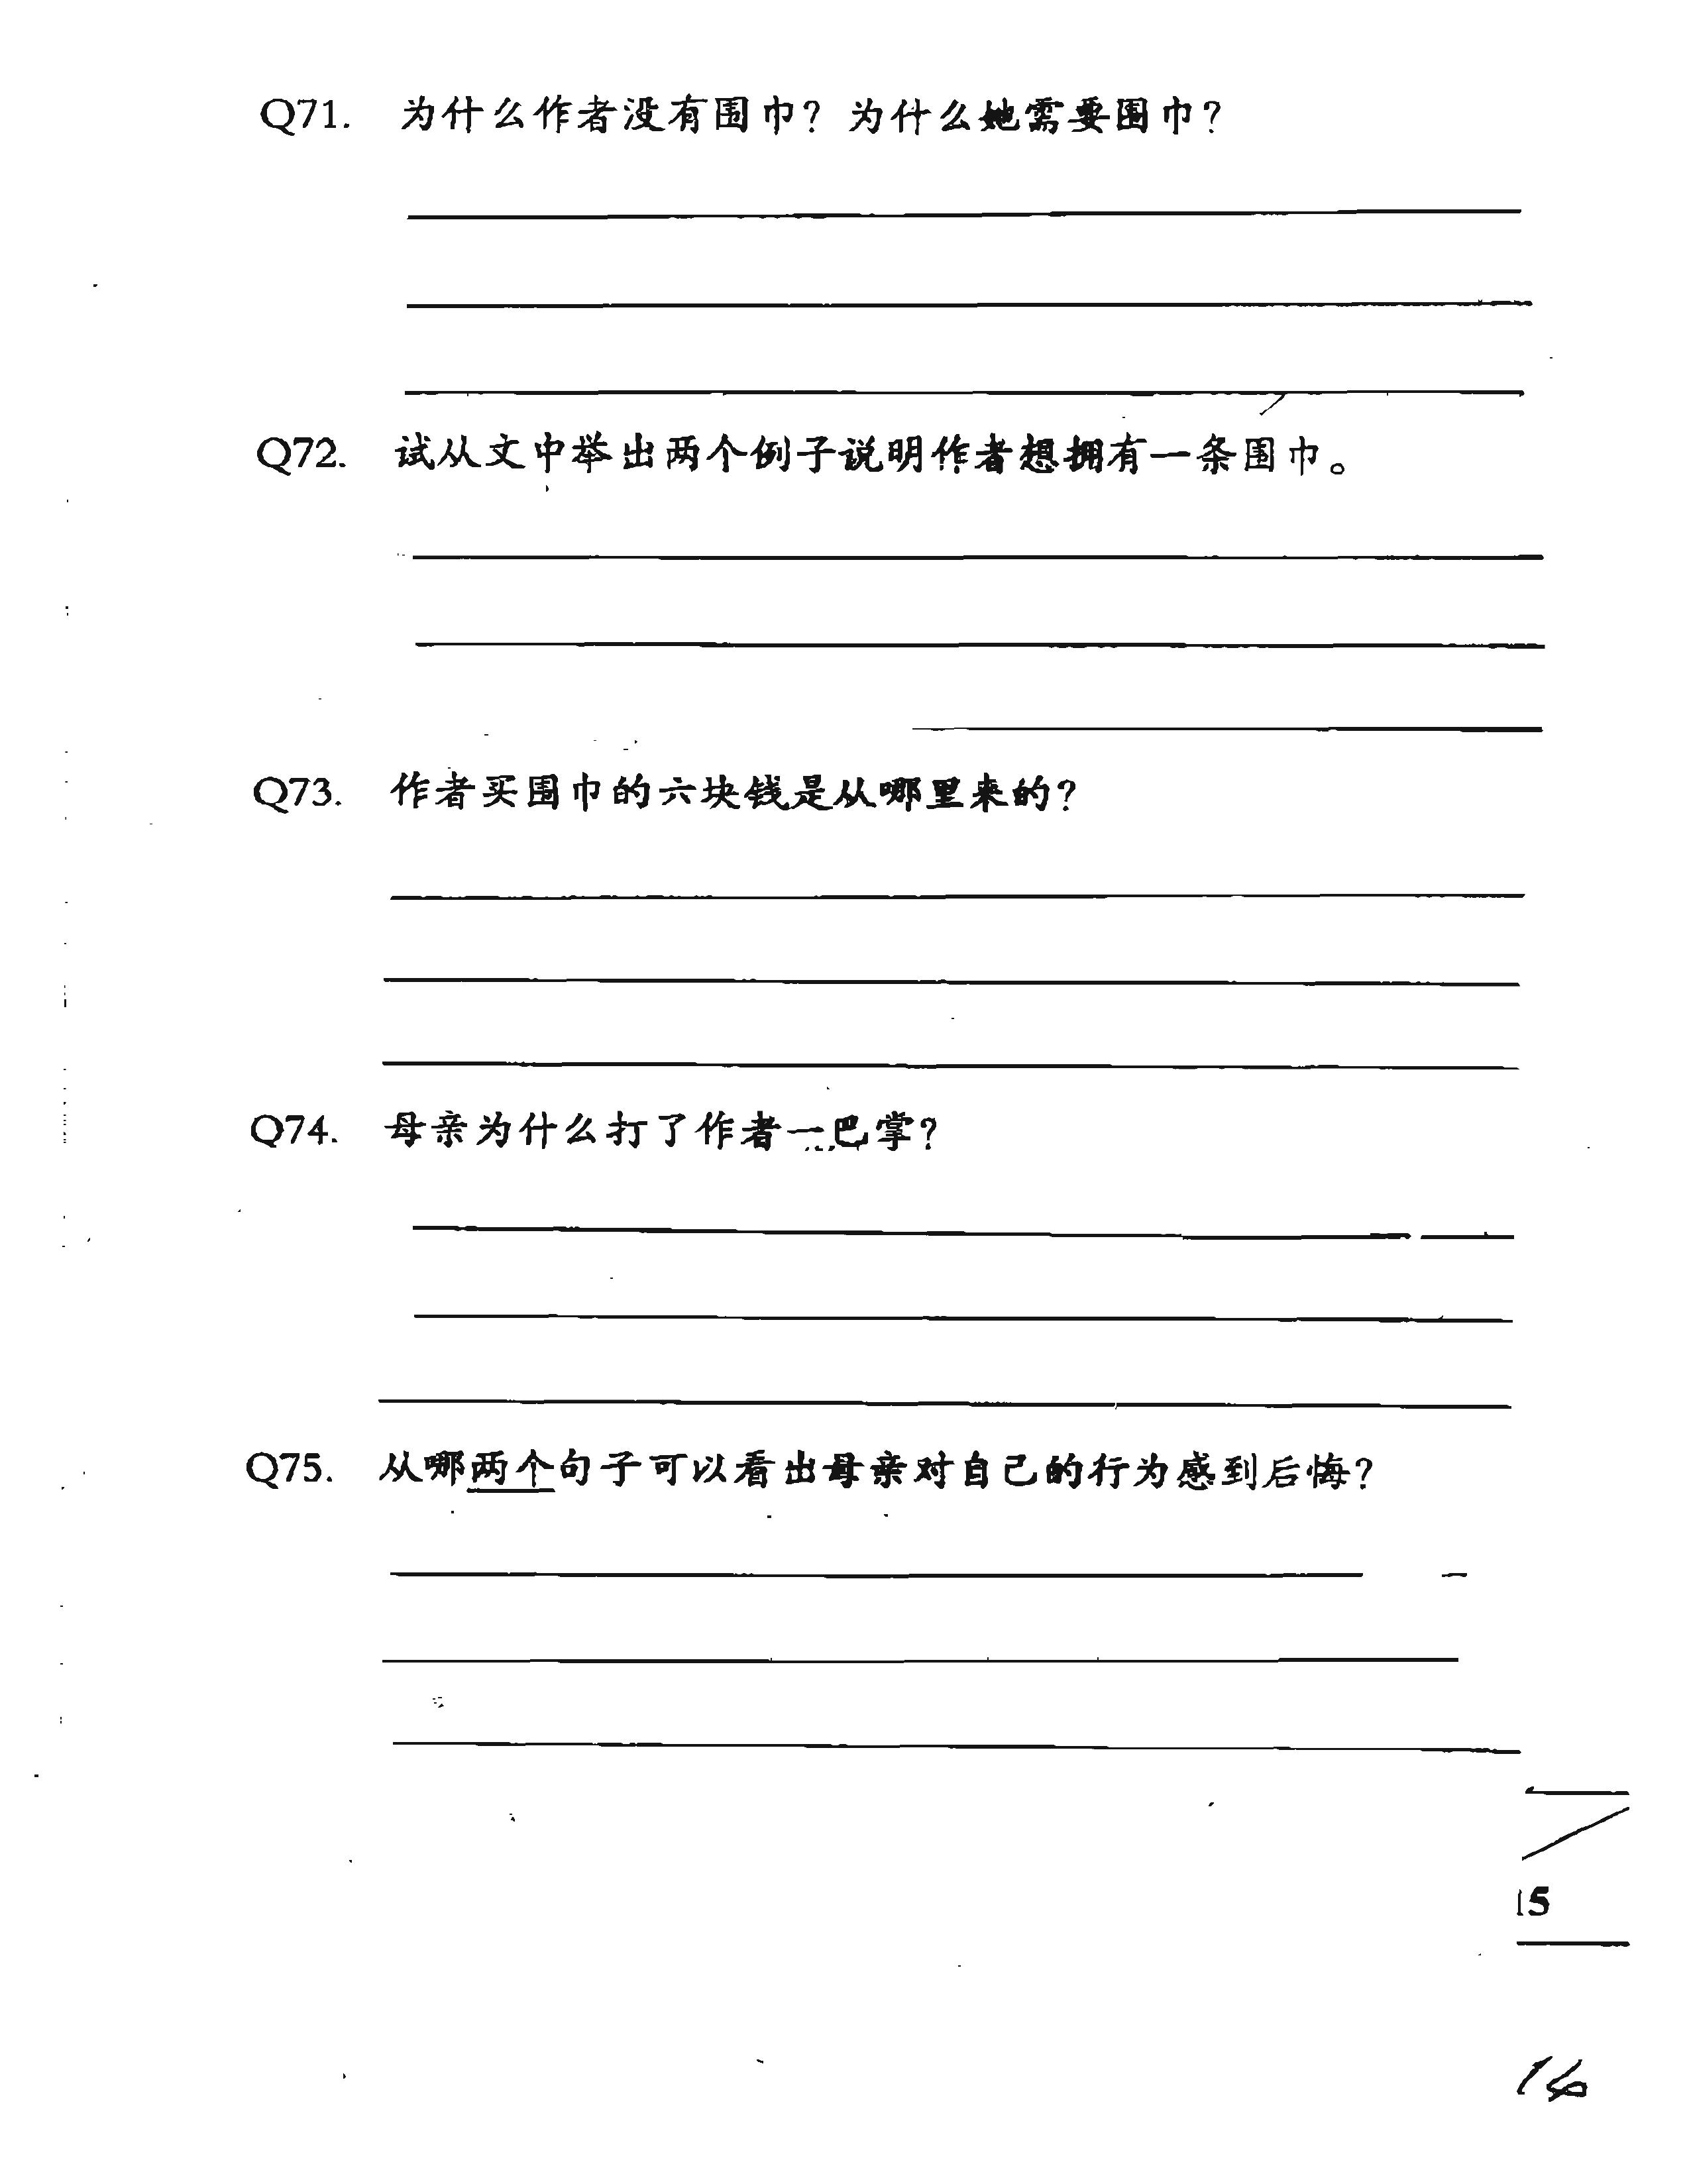 Q71. 为什么作者没有围巾？为什么她需要围巾？
Q72. 试从文中举出两个例子说明作者想拥有一条围巾。
Q73. 作者买围巾的六块钱是从哪里来的？
Q74. 母亲为什么打了作者一巴掌？
Q75. 从哪两个句子可以看出母亲对自己的行为感到后悔？
15
16